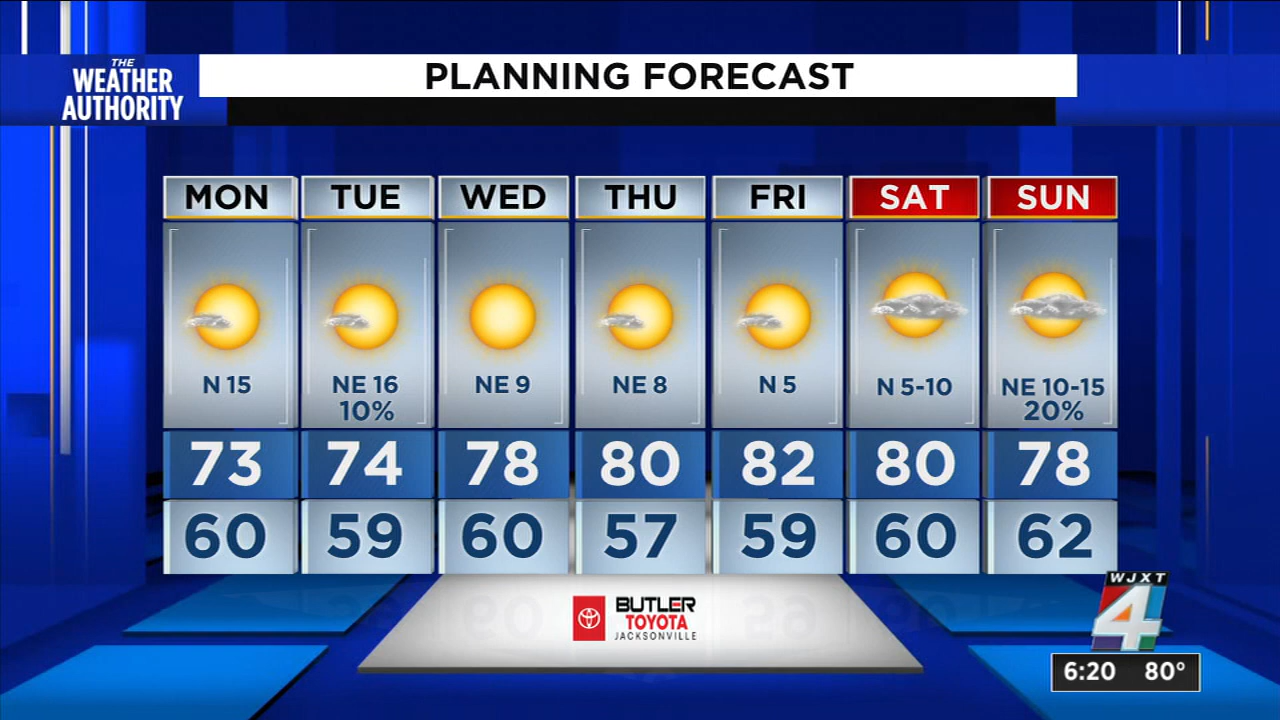 THE
WEATHER
AUTHORITY
PLANNING FORECAST
MON TUE WED THU FRI SAT SUN
N 15 NE 16 NE 9 NE 8 N 5 N 5-10 NE 10-15
10% 20%
73 74 78 80 82 80 78
60 59 60 57 59 60 62
BUTLER
TOYOTA
JACKSONVILLE
WJXT
4
6:20 80°